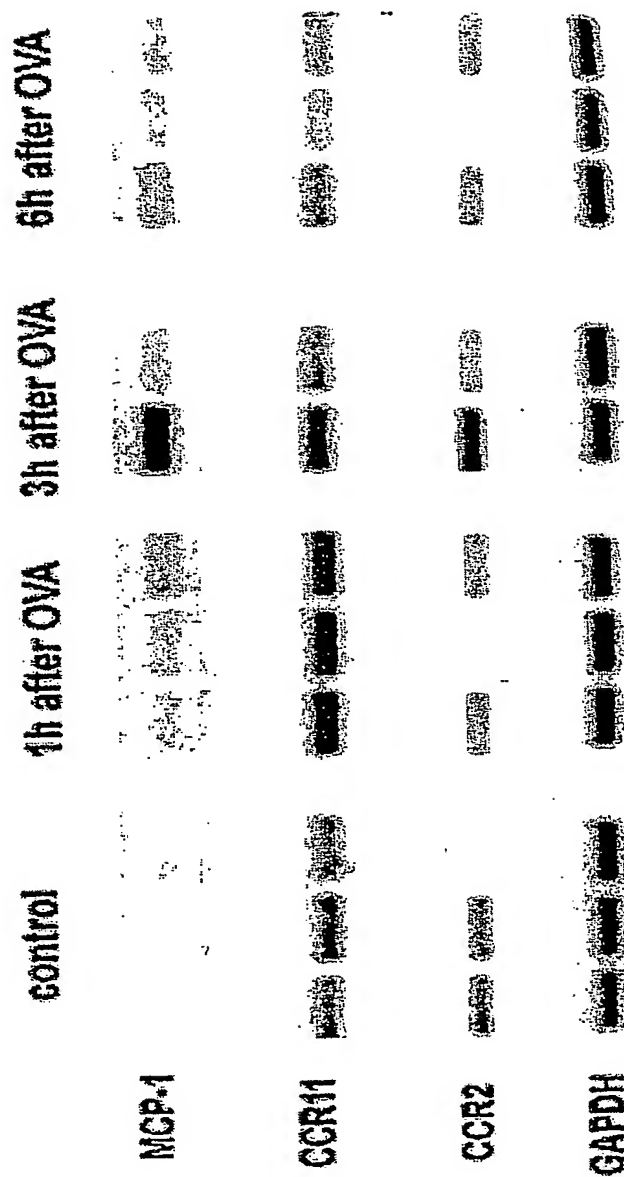 control
1h after OVA
3h after OVA
6h after OVA
MCP-1
CCR11
CCR2
GAPDH